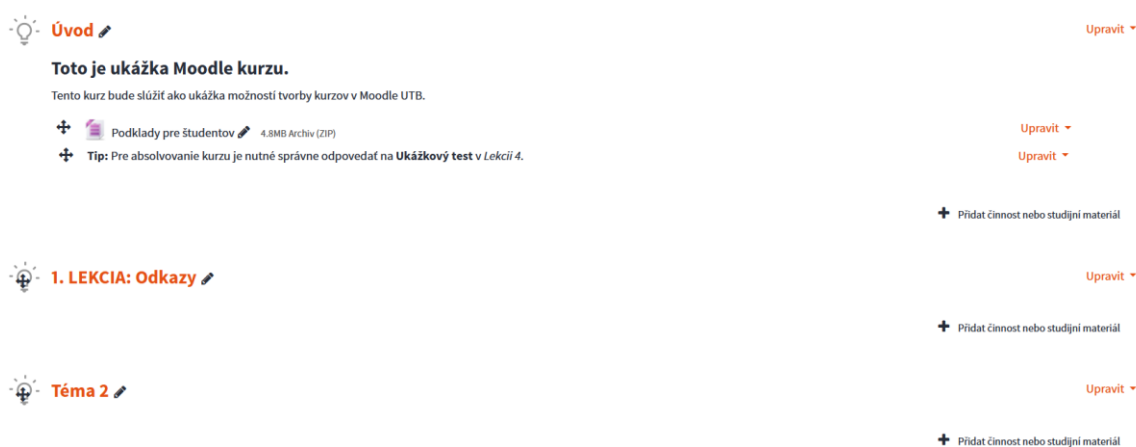 Úvod
Upravit
Toto je ukážka Moodle kurzu.
Tento kurz bude slúžiť ako ukážka možností tvorby kurzov v Moodle UTB.
Podklady pre študentov 4.8MB Archiv (ZIP)
Upravit
Tip: Pre absolvovanie kurzu je nutné správne odpovedať na Ukážkový test v Lekcii 4.
Upravit
Přidat činnost nebo studijní materiál
1. LEKCIA: Odkazy
Upravit
Přidat činnost nebo studijní materiál
Téma 2
Upravit
Přidat činnost nebo studijní materiál